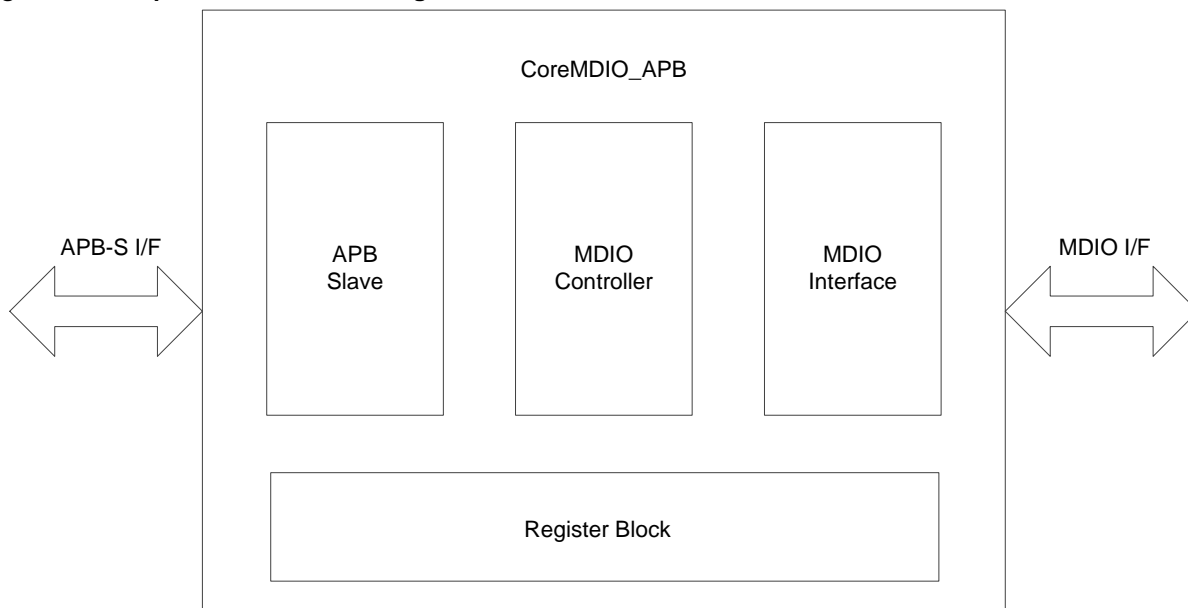 CoreMDIO_APB
APB-S I/F
APB
Slave
MDIO
Controller
MDIO
Interface
MDIO I/F
Register Block